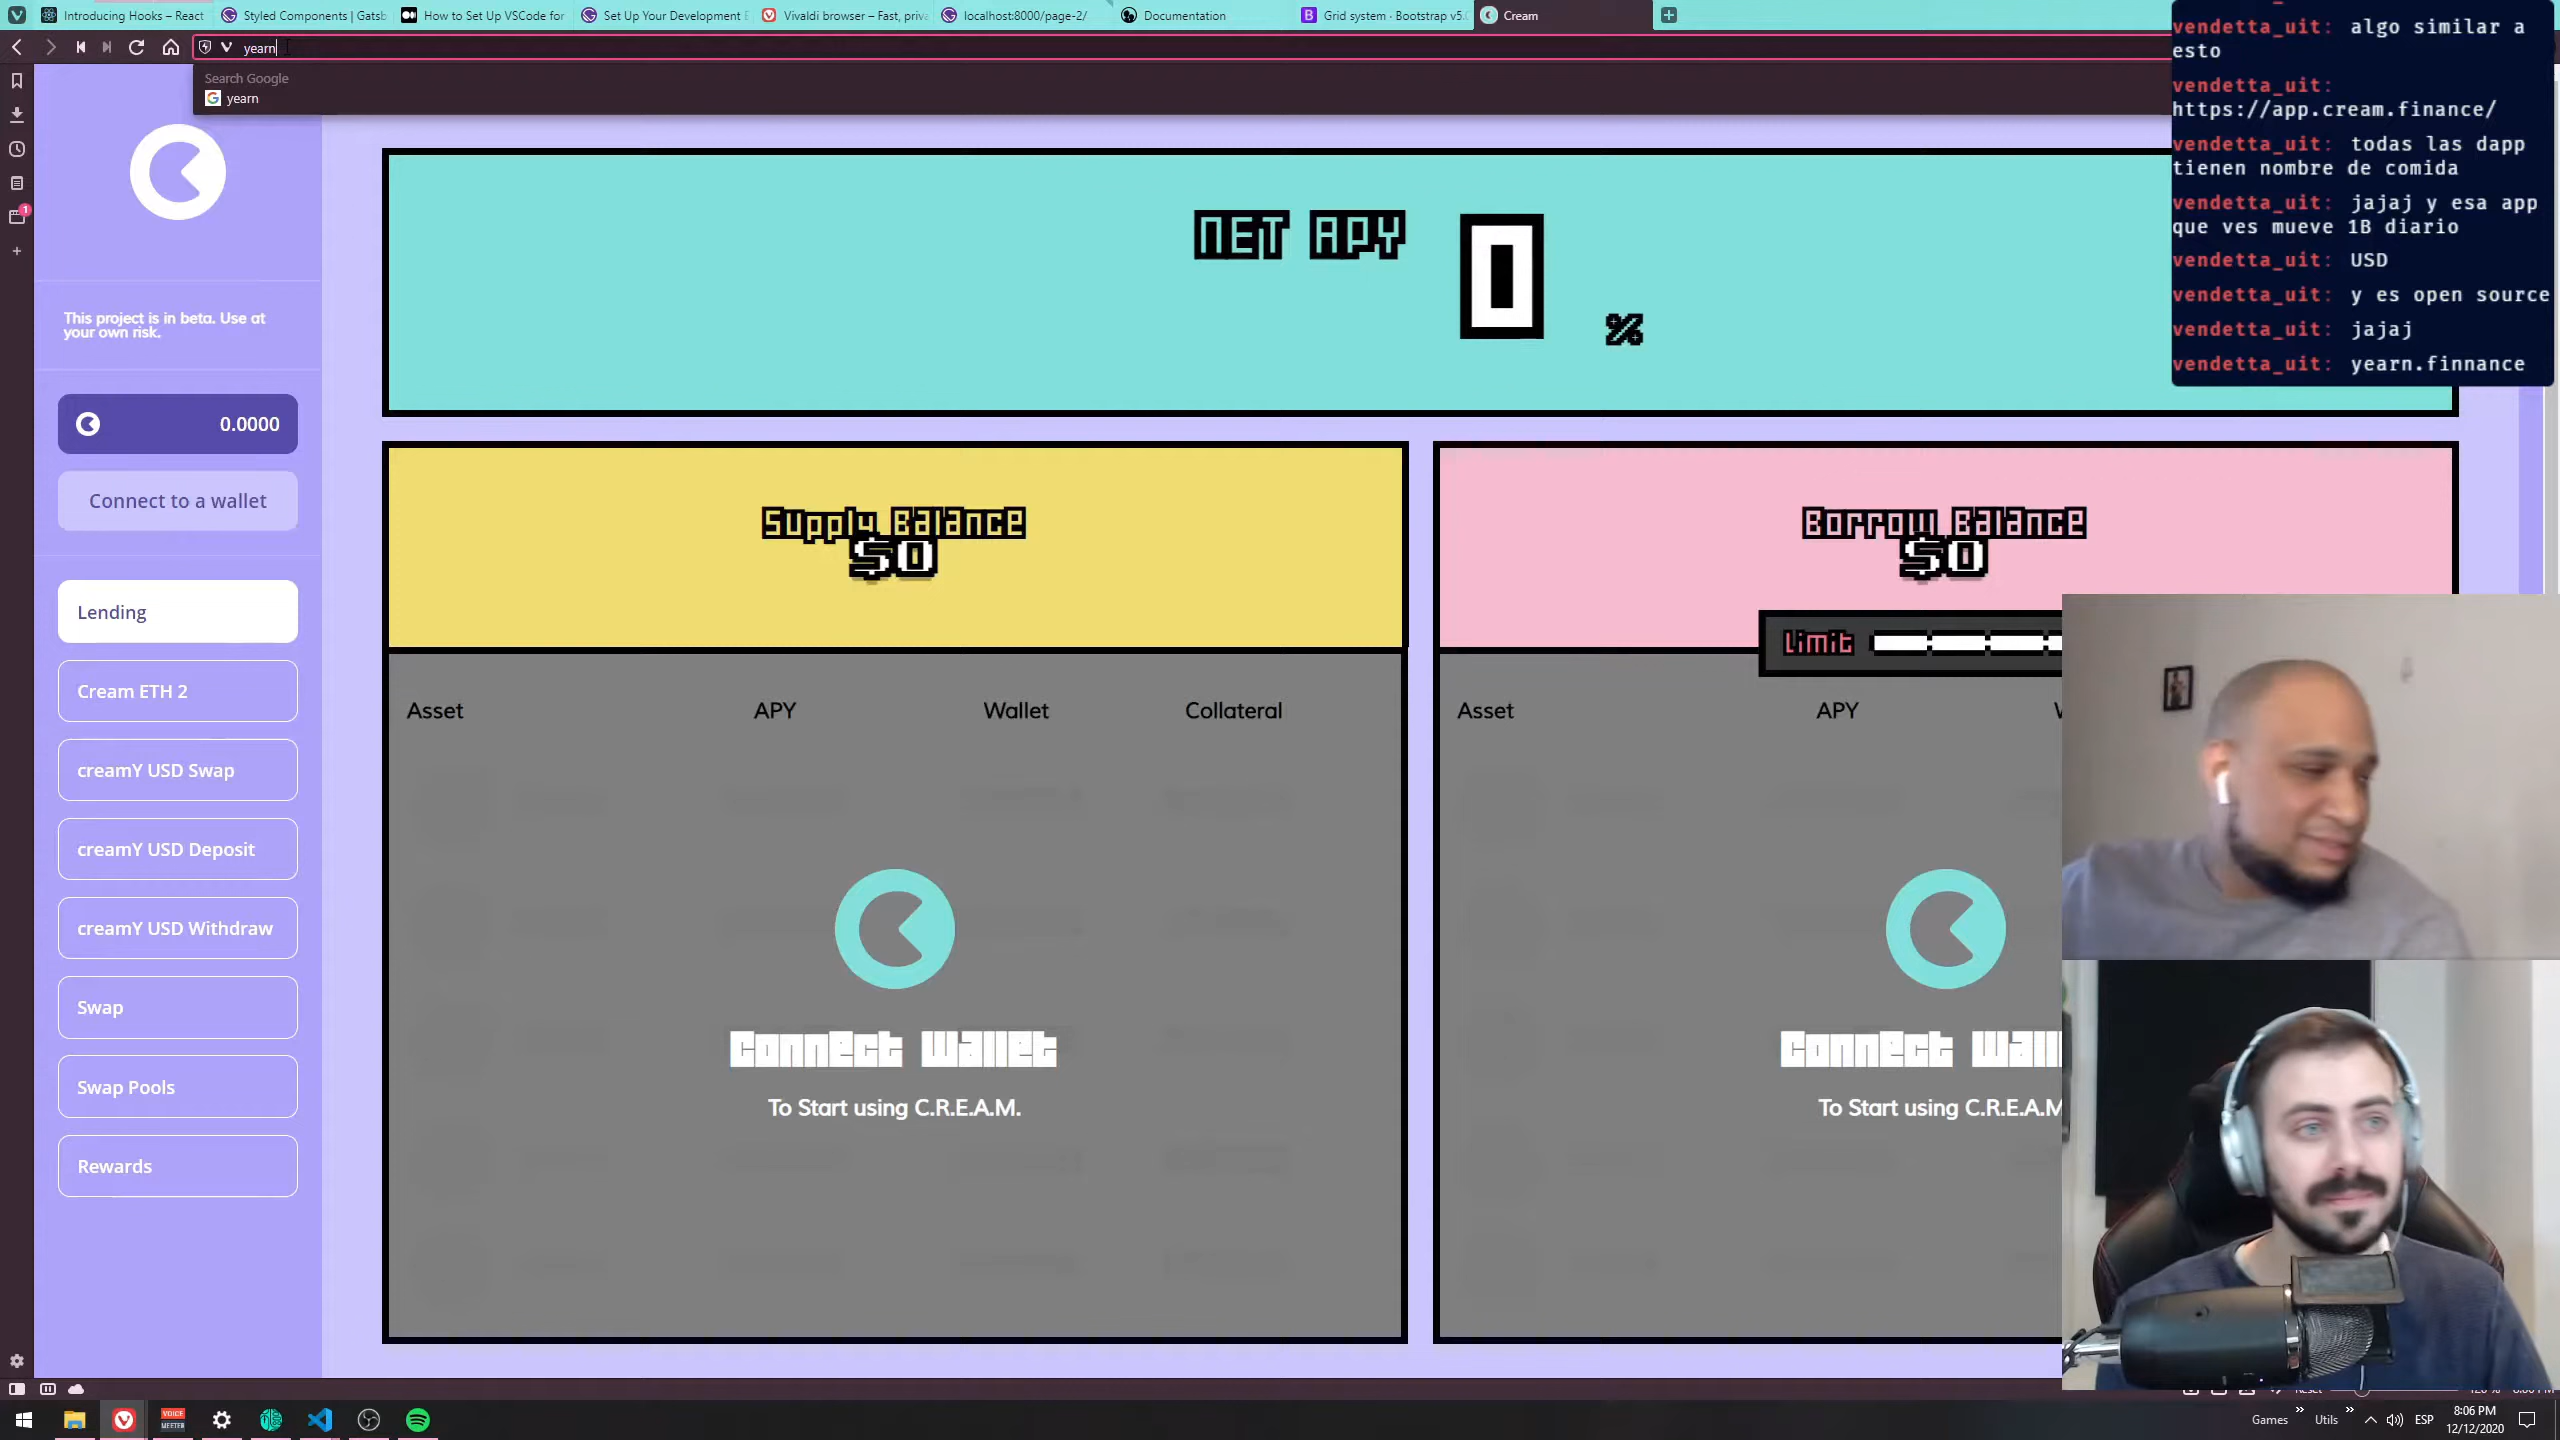 Introducing Hooks – React
Styled Components | Gatsb
How to Set Up VSCode for
Set Up Your Development E
Vivaldi browser – Fast, priva
localhost:8000/page-2/
Documentation
Grid system · Bootstrap v5.
Cream
yearn
Search Google
yearn
1
This project is in beta. Use at
your own risk.
0.0000
Connect to a wallet
Lending
Cream ETH 2
creamY USD Swap
creamY USD Deposit
creamY USD Withdraw
Swap
Swap Pools
Rewards
NET APY
0
%
Supply Balance
$0
Asset
APY
Wallet
Collateral
Connect Wallet
To Start using C.R.E.A.M.
Borrow Balance
$0
limit
Asset
APY
W
Connect Wall
To Start using C.R.E.A.M
vendetta_uit: algo similar a
esto
vendetta_uit:
https://app.cream.finance/
vendetta_uit: todas las dapp
tienen nombre de comida
vendetta_uit: jajaj y esa app
que ves mueve 1B diario
vendetta_uit: USD
vendetta_uit: y es open source
vendetta_uit: jajaj
vendetta_uit: yearn.finnance
VOICE
MEETER
Games
Utils
ESP
8:06 PM
12/12/2020